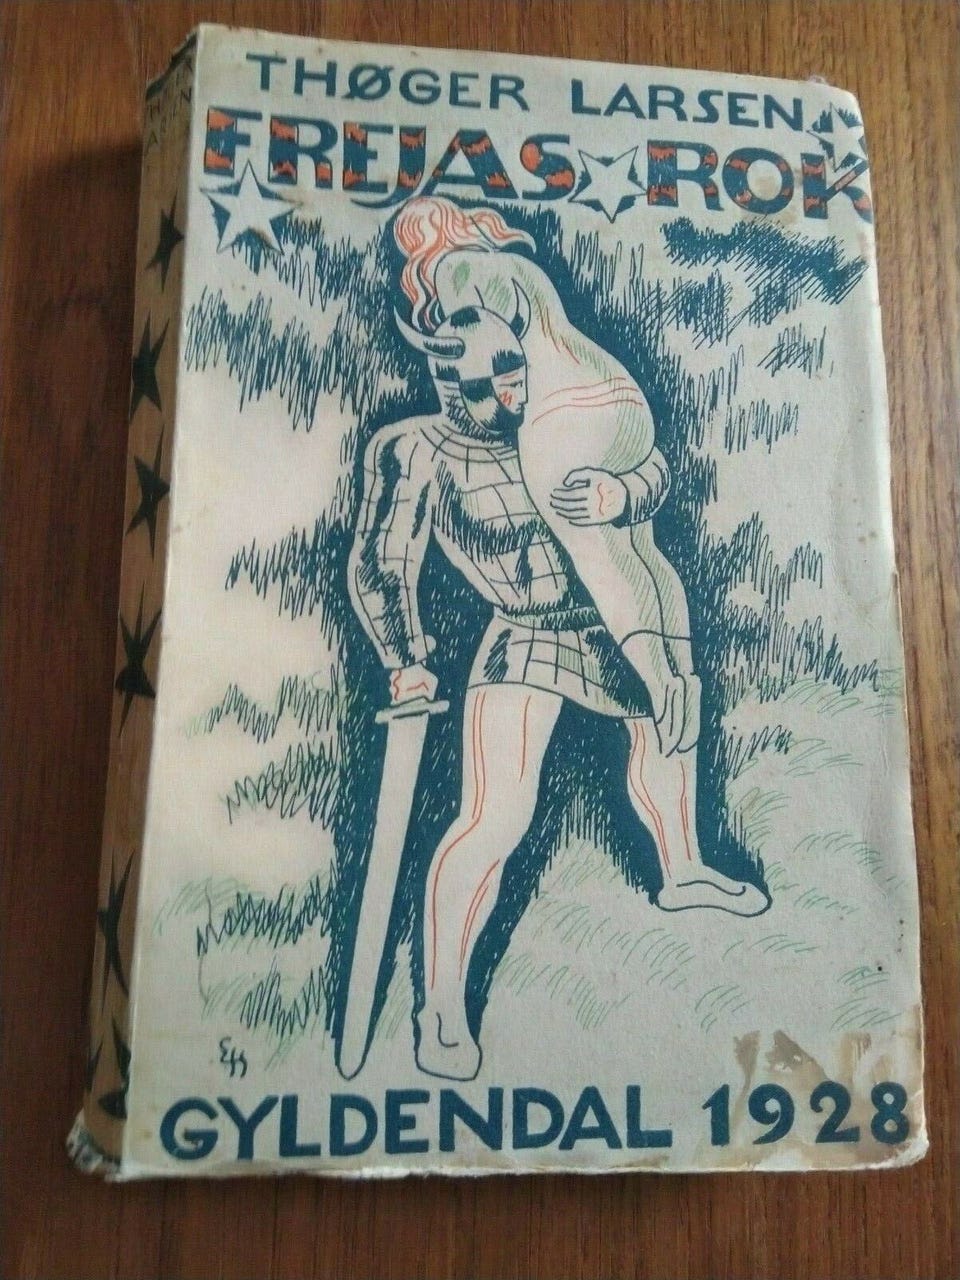 THØGER LARSEN
FREJAS ROK
GYLDENDAL 1928